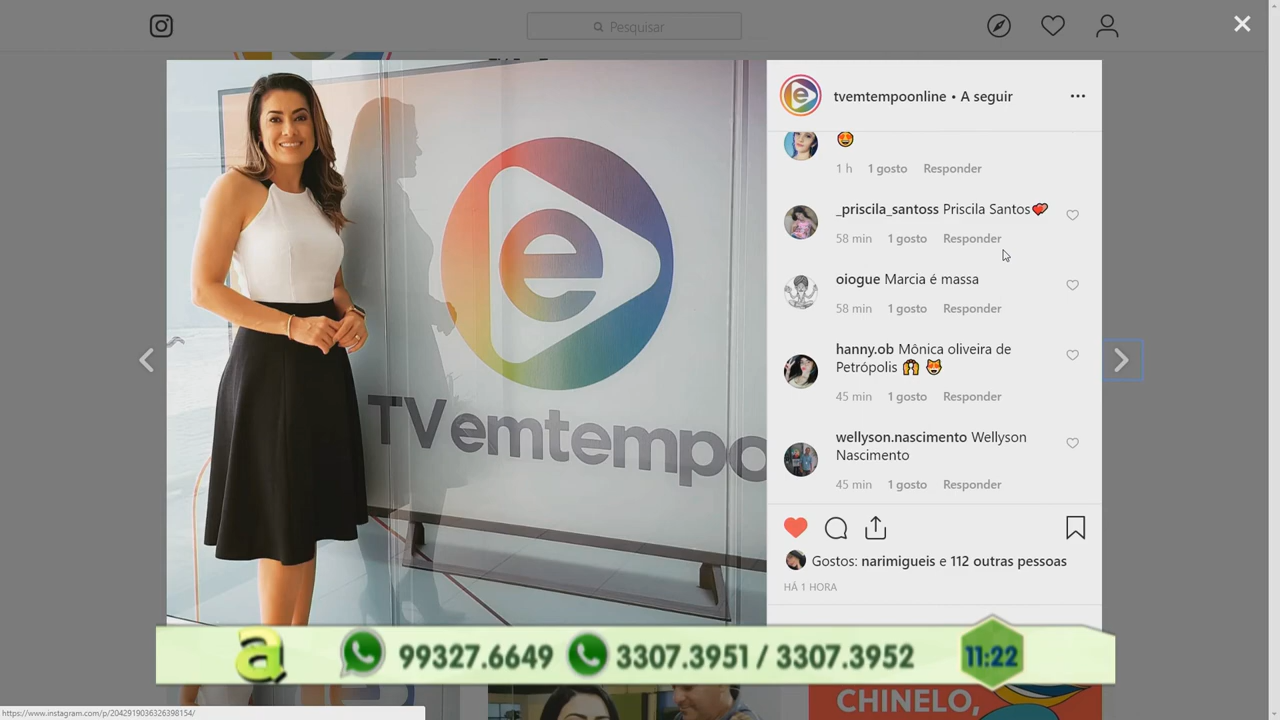 Pesquisar
tvemtempoonline • A seguir
1 h 1 gosto Responder
_priscila_santoss Priscila Santos
58 min 1 gosto Responder
oiogue Marcia é massa
58 min 1 gosto Responder
hanny.ob Mônica oliveira de
Petrópolis
45 min 1 gosto Responder
wellyson.nascimento Wellyson
Nascimento
45 min 1 gosto Responder
Gostos: narimigueis e 112 outras pessoas
HÁ 1 HORA
e
TVemtempo
a 99327.6649 3307.3951 / 3307.3952 11:22
CHINELO,
https://www.instagram.com/p/2042919036326398154/